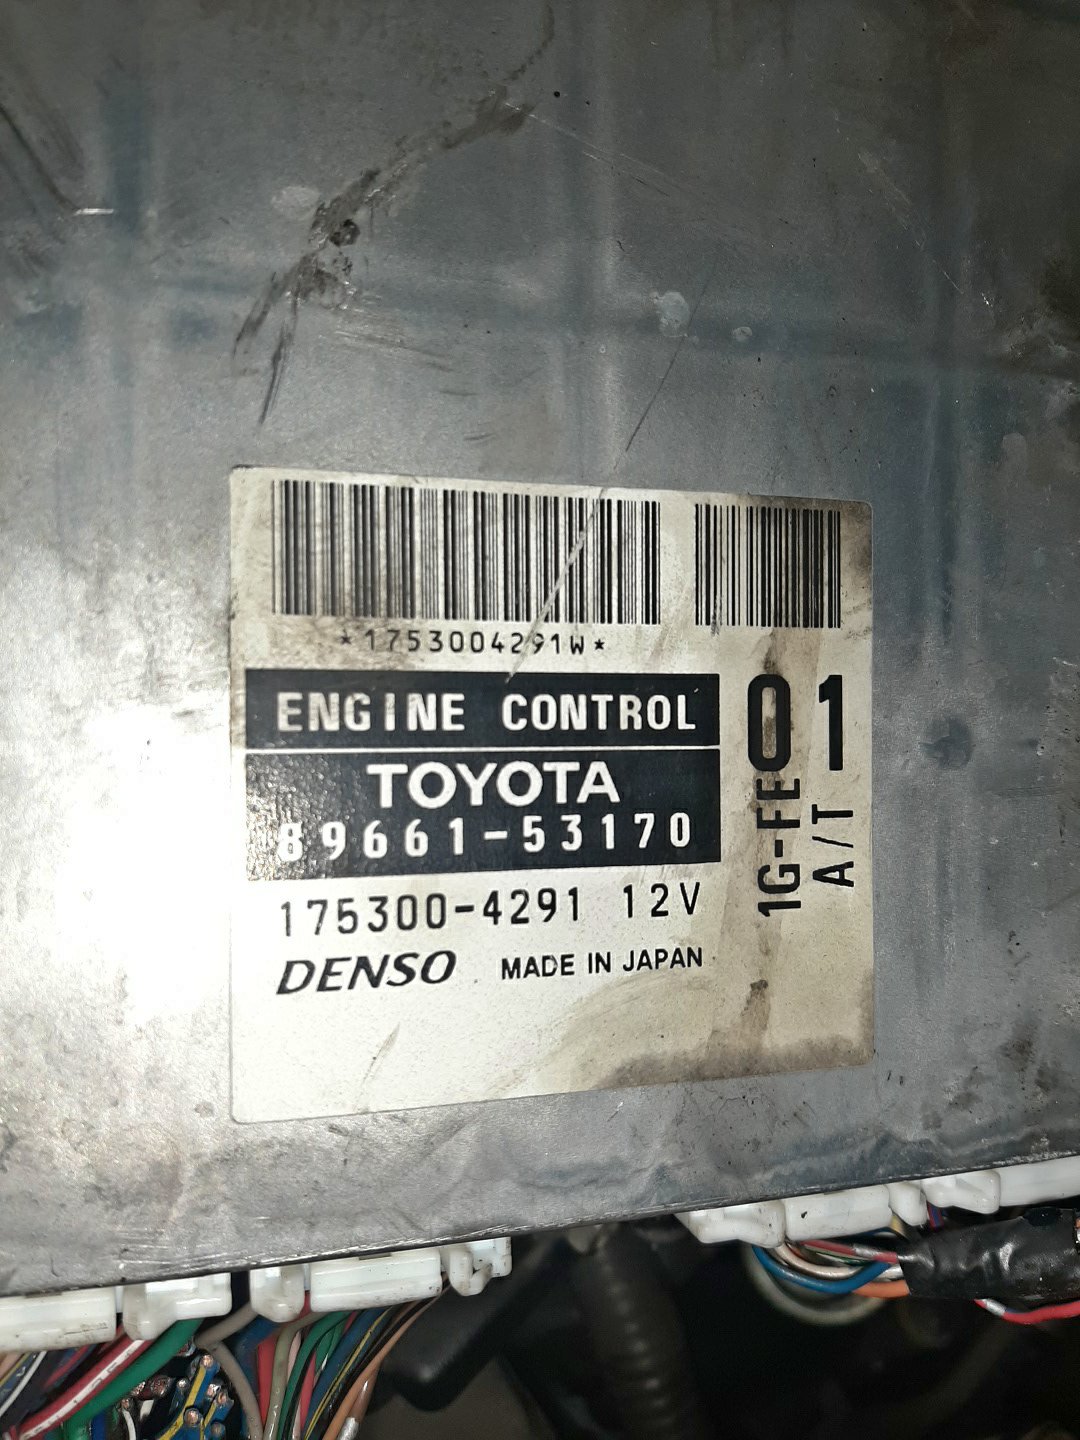 *1753004291W*
ENGINE CONTROL
TOYOTA
89661-53170
175300-4291 12V
DENSO MADE IN JAPAN
01
1G-FE
A/T